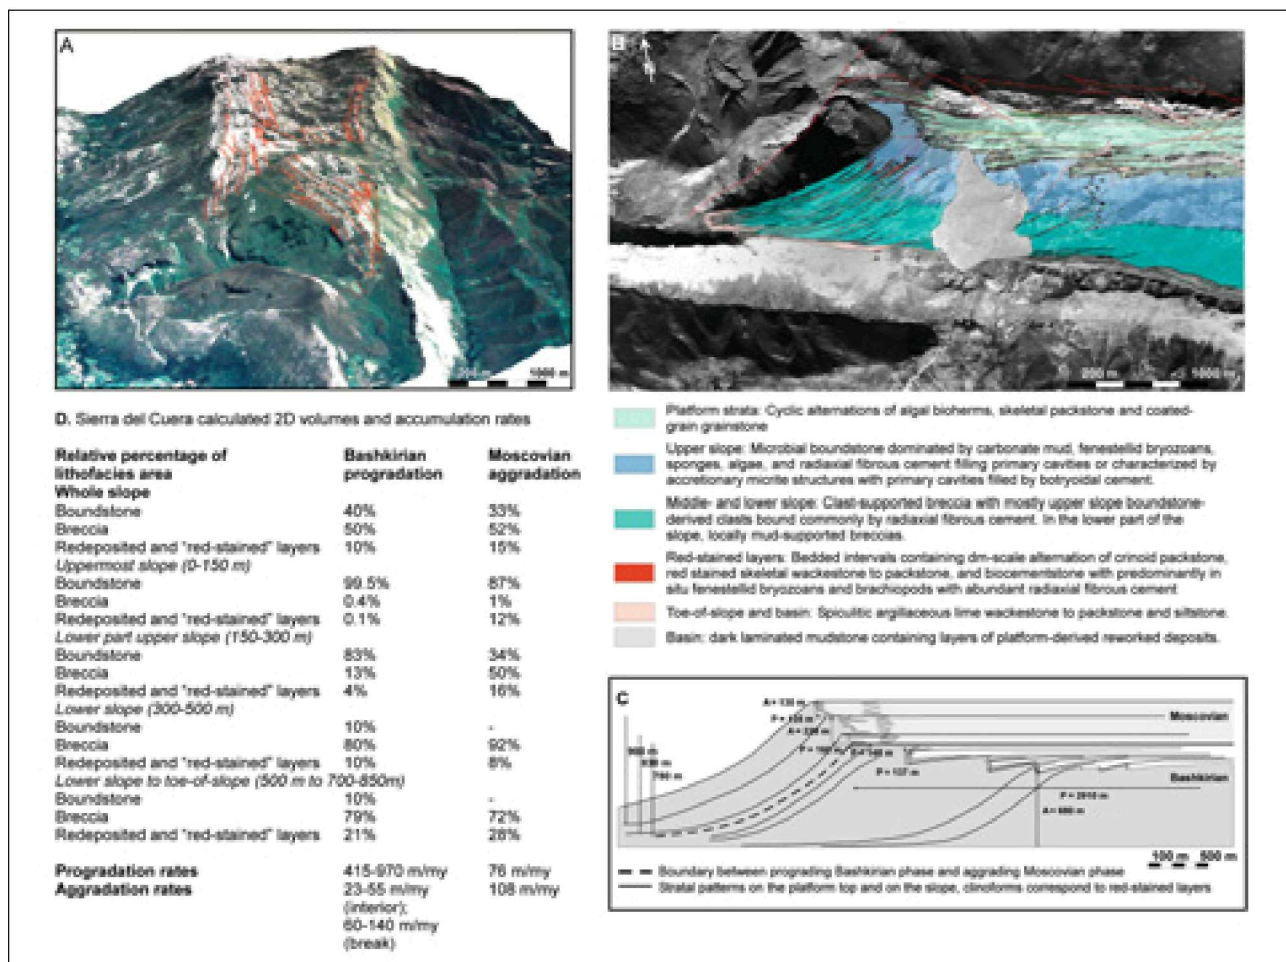 A
200 m 1000 m
B
N
200 m 1000 m
D. Sierra del Cuera calculated 2D volumes and accumulation rates
Relative percentage of Bashkirian Moscovian
lithofacies area progradation aggradation
Whole slope
Boundstone 40% 33%
Breccia 50% 52%
Redeposited and "red-stained" layers 10% 15%
Uppermost slope (0-150 m)
Boundstone 99.5% 87%
Breccia 0.4% 1%
Redeposited and "red-stained" layers 0.1% 12%
Lower part upper slope (150-300 m)
Boundstone 83% 34%
Breccia 13% 50%
Redeposited and "red-stained" layers 4% 16%
Lower slope (300-500 m)
Boundstone 10% -
Breccia 80% 92%
Redeposited and "red-stained" layers 10% 8%
Lower slope to toe-of-slope (500 m to 700-850m)
Boundstone 10% -
Breccia 79% 72%
Redeposited and "red-stained" layers 21% 28%
Progradation rates 415-970 m/my 76 m/my
Aggradation rates 23-55 m/my 108 m/my
(interior);
60-140 m/my
(break)
Platform strata: Cyclic alternations of algal bioherms, skeletal packstone and coated-
grain grainstone
Upper slope: Microbial boundstone dominated by carbonate mud, fenestellid bryozoans,
sponges, algae, and radiaxial fibrous cement filling primary cavities or characterized by
accretionary micrite structures with primary cavities filled by botryoidal cement.
Middle- and lower slope: Clast-supported breccia with mostly upper slope boundstone-
derived clasts bound commonly by radiaxial fibrous cement. In the lower part of the
slope, locally mud-supported breccias.
Red-stained layers: Bedded intervals containing dm-scale alternation of crinoid packstone,
red stained skeletal wackestone to packstone, and biocementstone with predominantly in
situ fenestellid bryozoans and brachiopods with abundant radiaxial fibrous cement
Toe-of-slope and basin: Spiculitic argillaceous lime wackestone to packstone and siltstone.
Basin: dark laminated mudstone containing layers of platform-derived reworked deposits.
C
A = 130 m
Moscovian
Bashkirian
P = 137 m
P = 2910 m
A = 680 m
100 m 500 m
Boundary between prograding Bashkirian phase and aggrading Moscovian phase
Stratal patterns on the platform top and on the slope, clinoforms correspond to red-stained layers